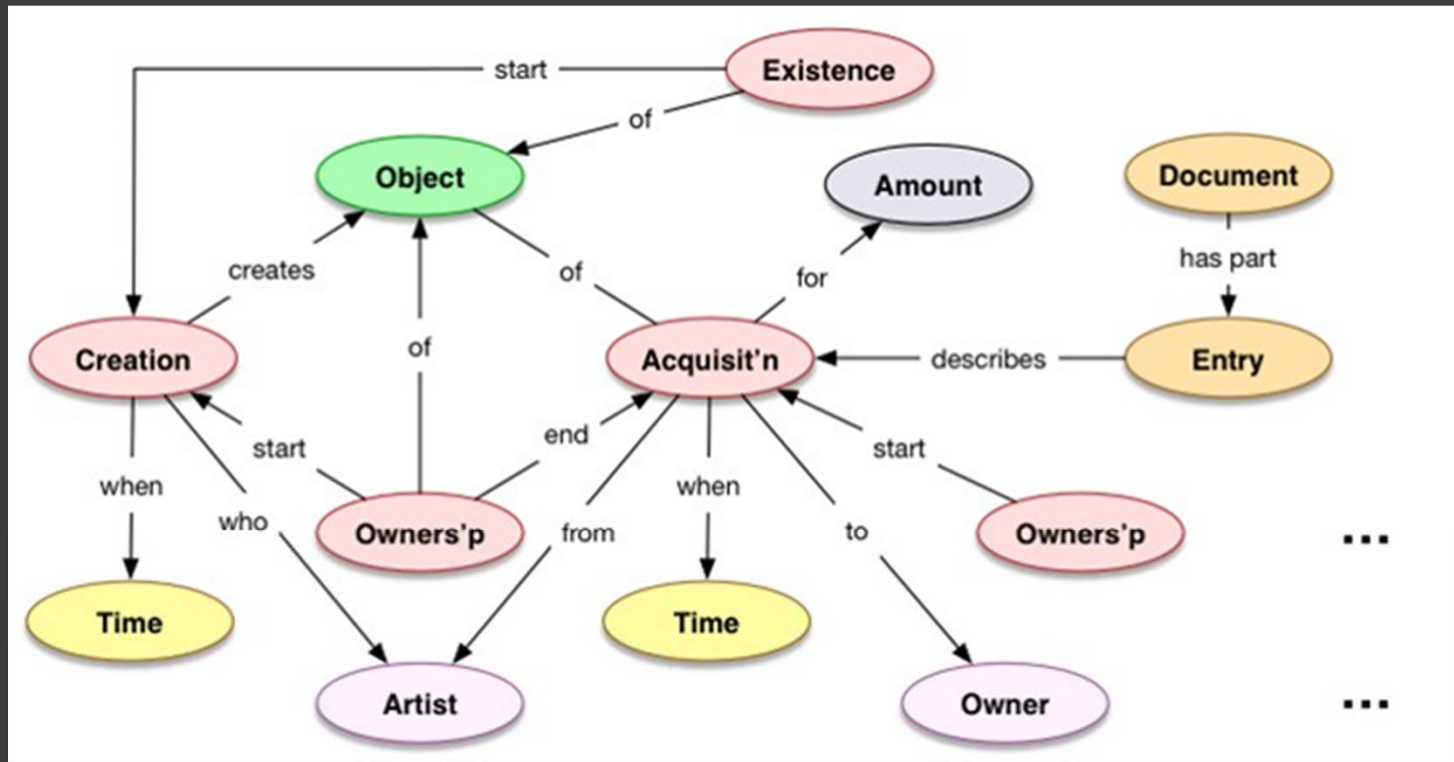 start
Existence
of
Object
Amount
Document
creates
of
for
has part
of
Creation
Acquisit'n
describes
Entry
start
end
start
when
who
Owners'p
from
when
to
Owners'p
...
Time
Time
Artist
Owner
...